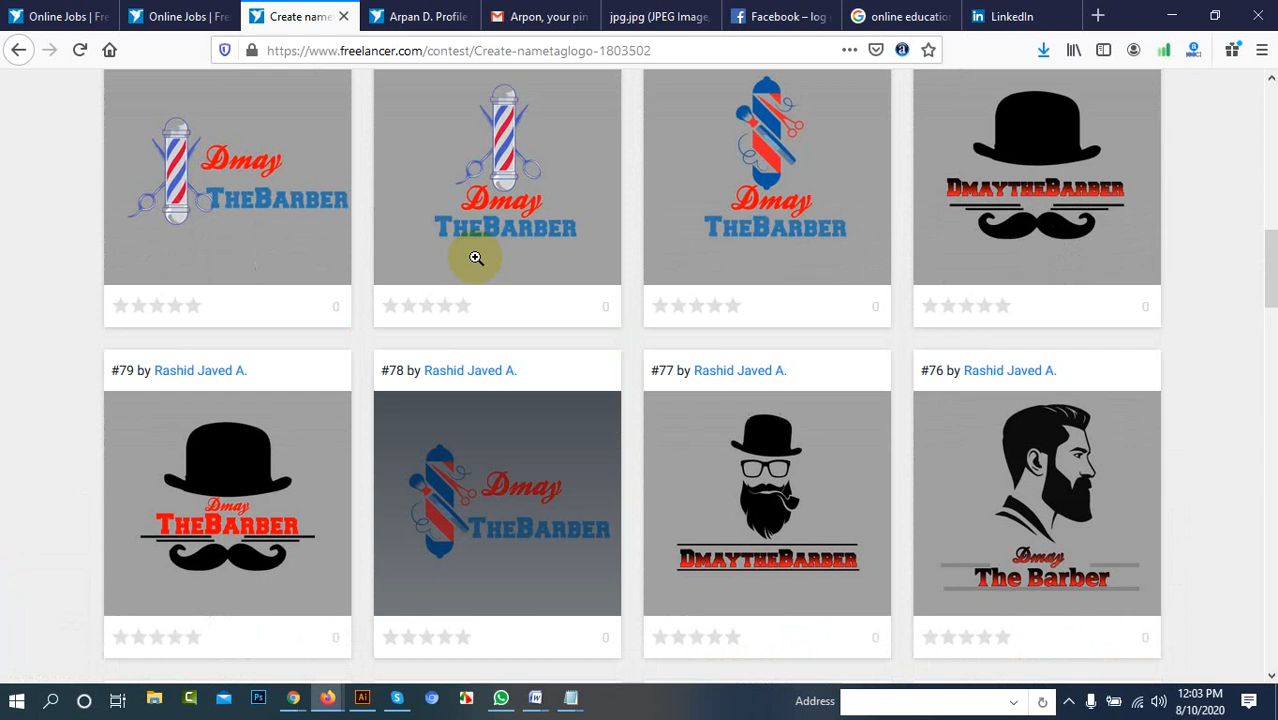 Online Jobs | Fre
Online Jobs | Fre
Create name
Arpan D. Profile
Arpon, your pin
jpg.jpg (JPEG Image,
Facebook – log
online educatio
LinkedIn
https://www.freelancer.com/contest/Create-nametaglogo-1803502
Dmay
TheBarber
Dmay
TheBarber
Dmay
TheBarber
DmaytheBarber
0
0
0
0
#79 by Rashid Javed A.
#78 by Rashid Javed A.
#77 by Rashid Javed A.
#76 by Rashid Javed A.
Dmay
TheBarber
Dmay
TheBarber
DmaytheBarber
Dmay
The Barber
0
0
0
0
Address
12:03 PM
8/10/2020